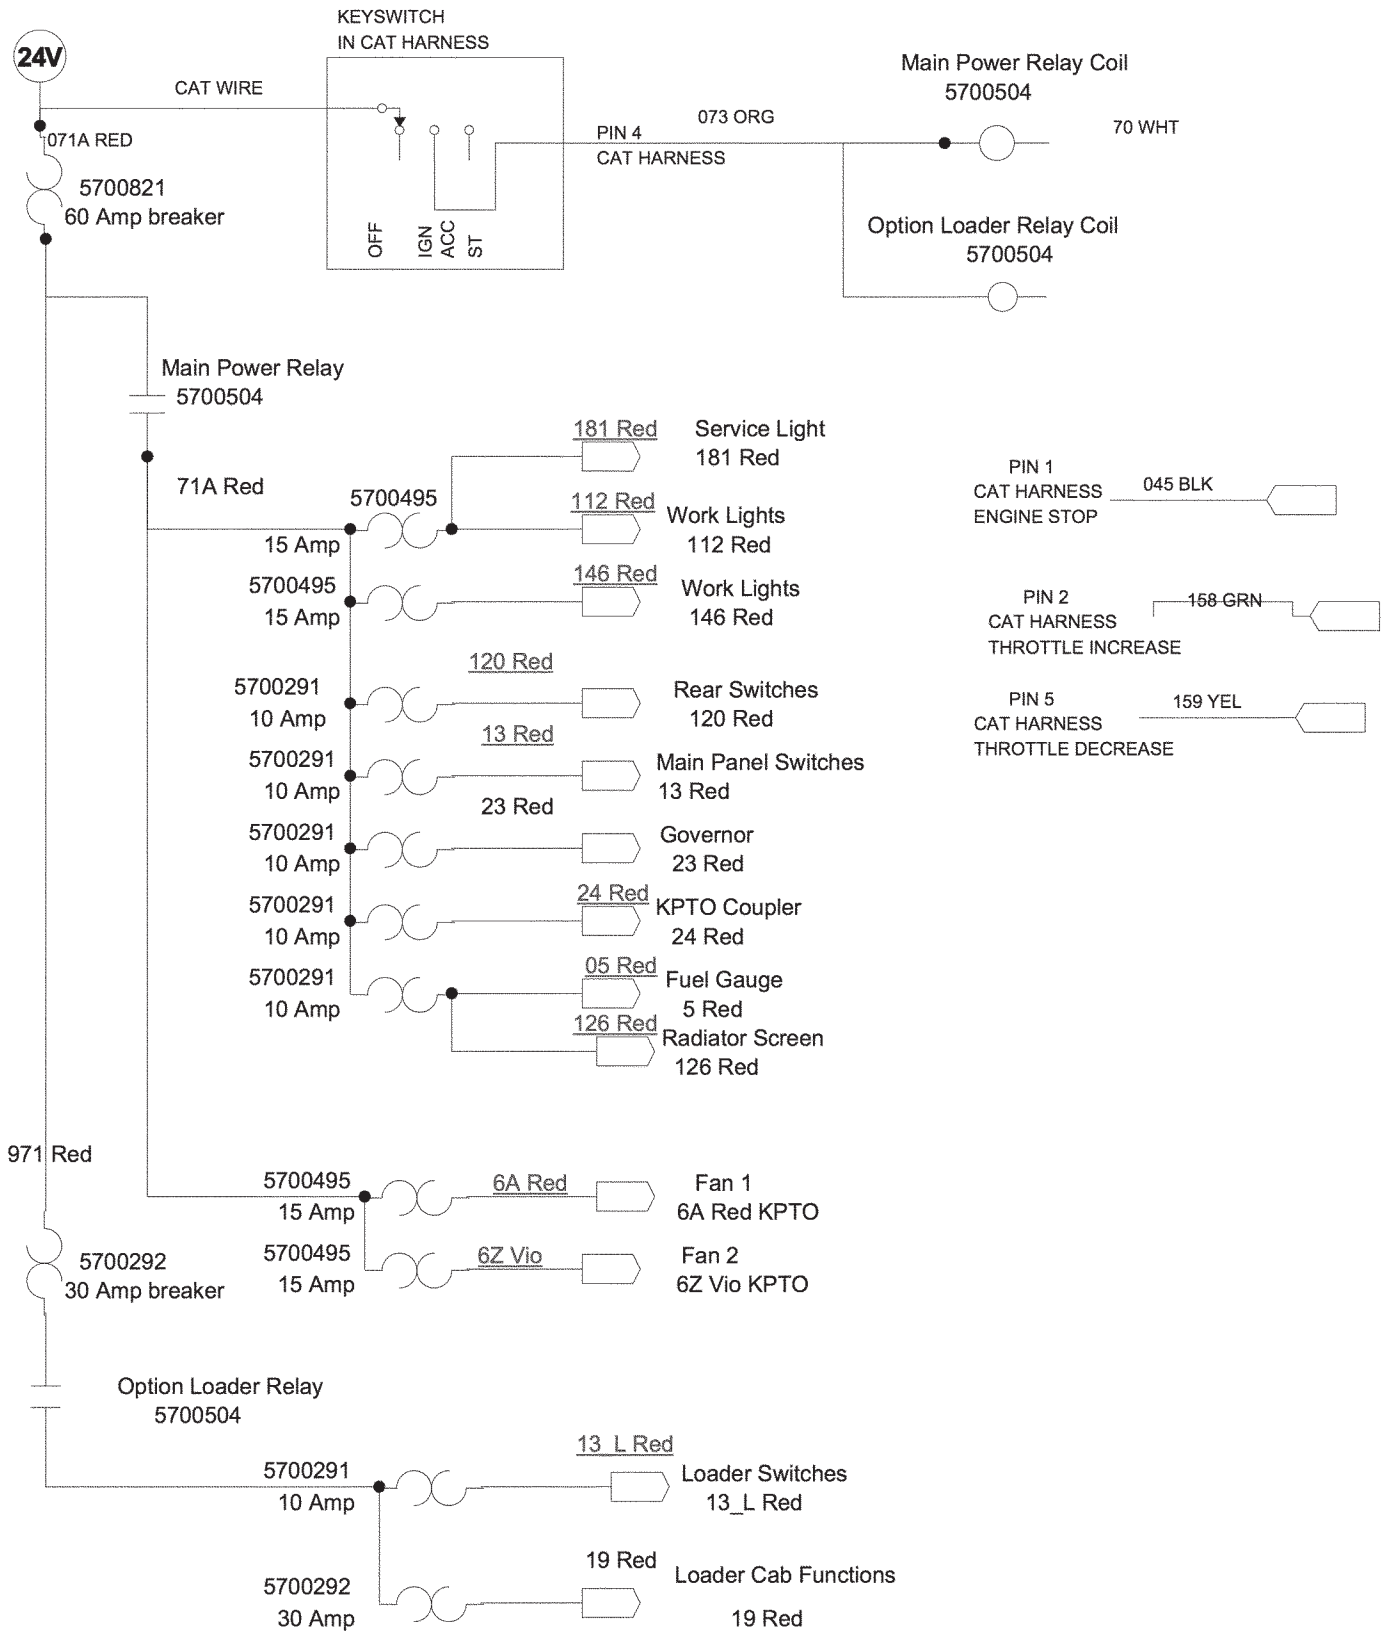 KEYSWITCH
IN CAT HARNESS
24V
CAT WIRE
071A RED
5700821
60 Amp breaker
OFF
IGN
ACC
ST
PIN 4
CAT HARNESS
073 ORG
Main Power Relay Coil
5700504
70 WHT
Option Loader Relay Coil
5700504
Main Power Relay
5700504
71A Red
5700495
15 Amp
181 Red
Service Light
181 Red
112 Red
Work Lights
112 Red
5700495
15 Amp
146 Red
Work Lights
146 Red
5700291
10 Amp
120 Red
Rear Switches
120 Red
5700291
10 Amp
13 Red
Main Panel Switches
13 Red
5700291
10 Amp
23 Red
Governor
23 Red
5700291
10 Amp
24 Red
KPTO Coupler
24 Red
5700291
10 Amp
05 Red
Fuel Gauge
5 Red
126 Red
Radiator Screen
126 Red
PIN 1
CAT HARNESS
ENGINE STOP
045 BLK
PIN 2
CAT HARNESS
THROTTLE INCREASE
158 GRN
PIN 5
CAT HARNESS
THROTTLE DECREASE
159 YEL
971 Red
5700495
15 Amp
6A Red
Fan 1
6A Red KPTO
5700495
15 Amp
6Z Vio
Fan 2
6Z Vio KPTO
5700292
30 Amp breaker
Option Loader Relay
5700504
5700291
10 Amp
13_L Red
Loader Switches
13_L Red
5700292
30 Amp
19 Red
Loader Cab Functions
19 Red